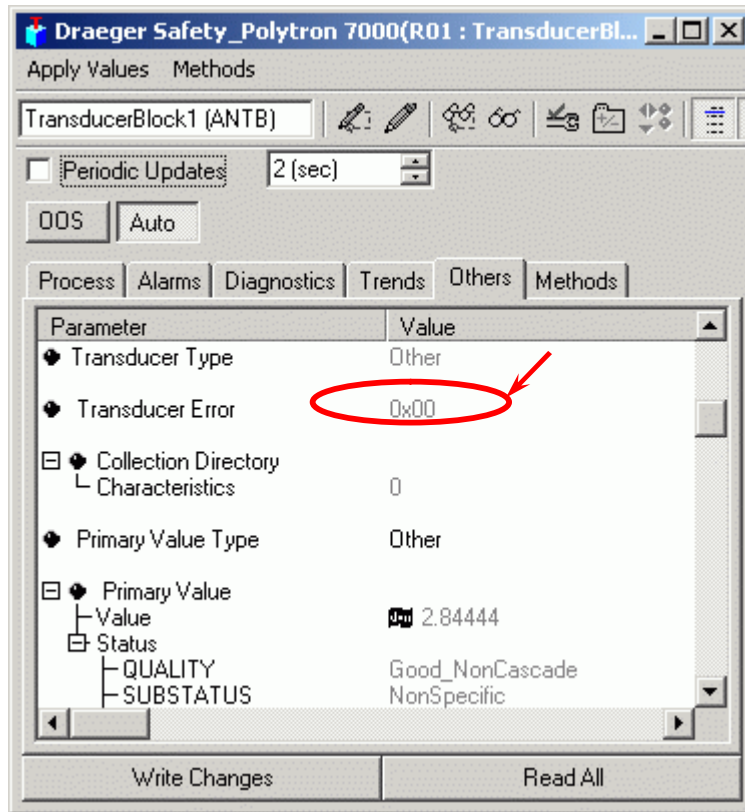 Draeger Safety_Polytron 7000(R01 : TransducerBl...
Apply Values Methods
TransducerBlock1 (ANTB)
Periodic Updates 2 (sec)
OOS Auto
Process Alarms Diagnostics Trends Others Methods
Parameter Value
Transducer Type Other
Transducer Error 0x00
Collection Directory
Characteristics 0
Primary Value Type Other
Primary Value
Value 2.84444
Status
QUALITY Good_NonCascade
SUBSTATUS NonSpecific
Write Changes Read All